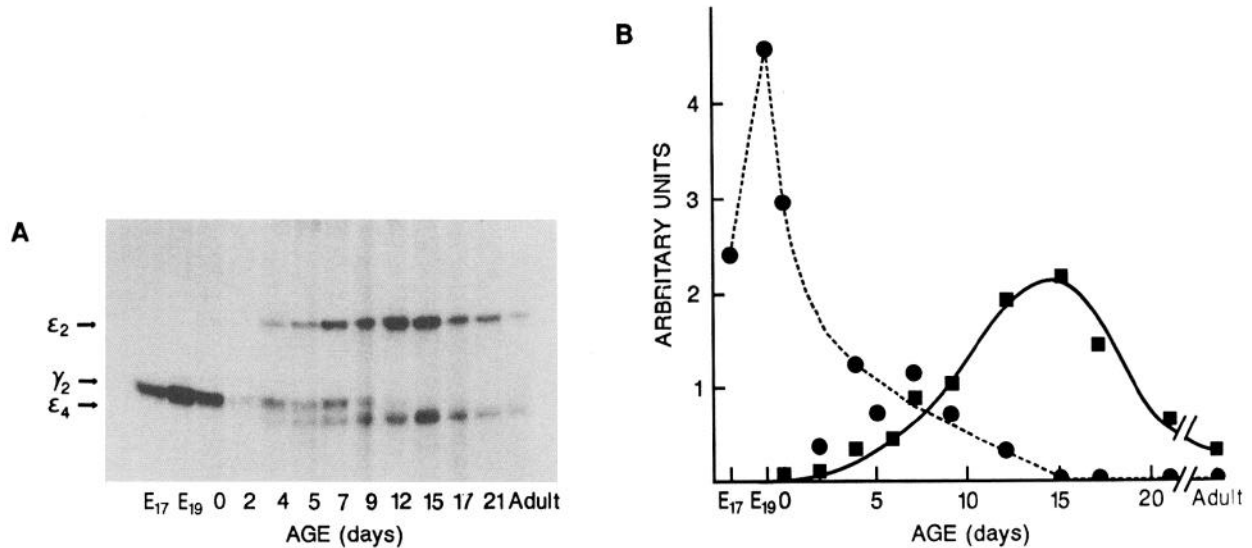 A
ε2
γ2
ε4
E17 E19 0 2 4 5 7 9 12 15 17 21 Adult
AGE (days)
B
ARBRITARY UNITS
4
3
2
1
E17 E19 0 5 10 15 20 Adult
AGE (days)